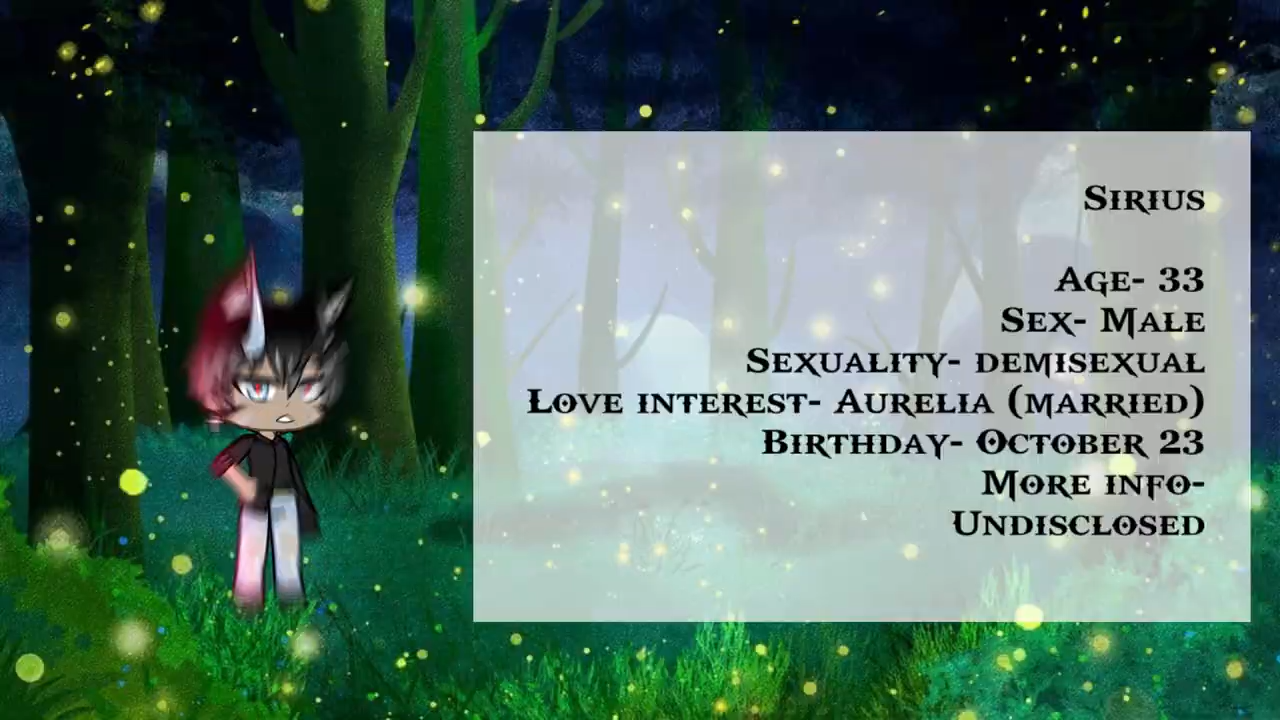 Sirius
Age- 33
Sex- Male
Sexuality- demisexual
Love interest- Aurelia (married)
Birthday- October 23
More info-
Undisclosed